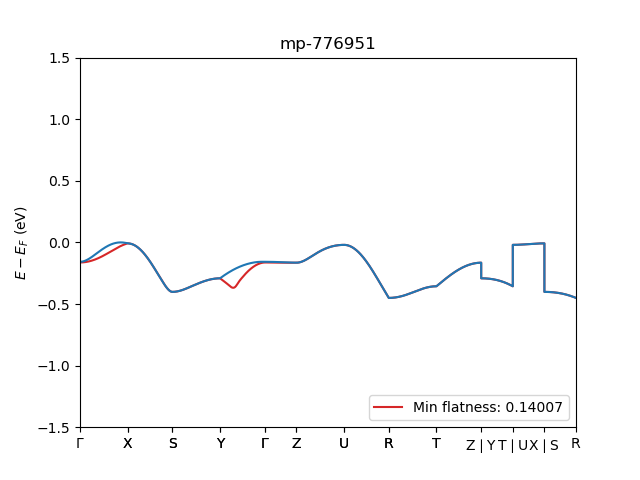 mp-776951
1.5
1.0
0.5
0.0
−0.5
−1.0
−1.5
E − E_F (eV)
Min flatness: 0.14007
Γ X S Y Γ Z U R T Z | Y T | U X | S R